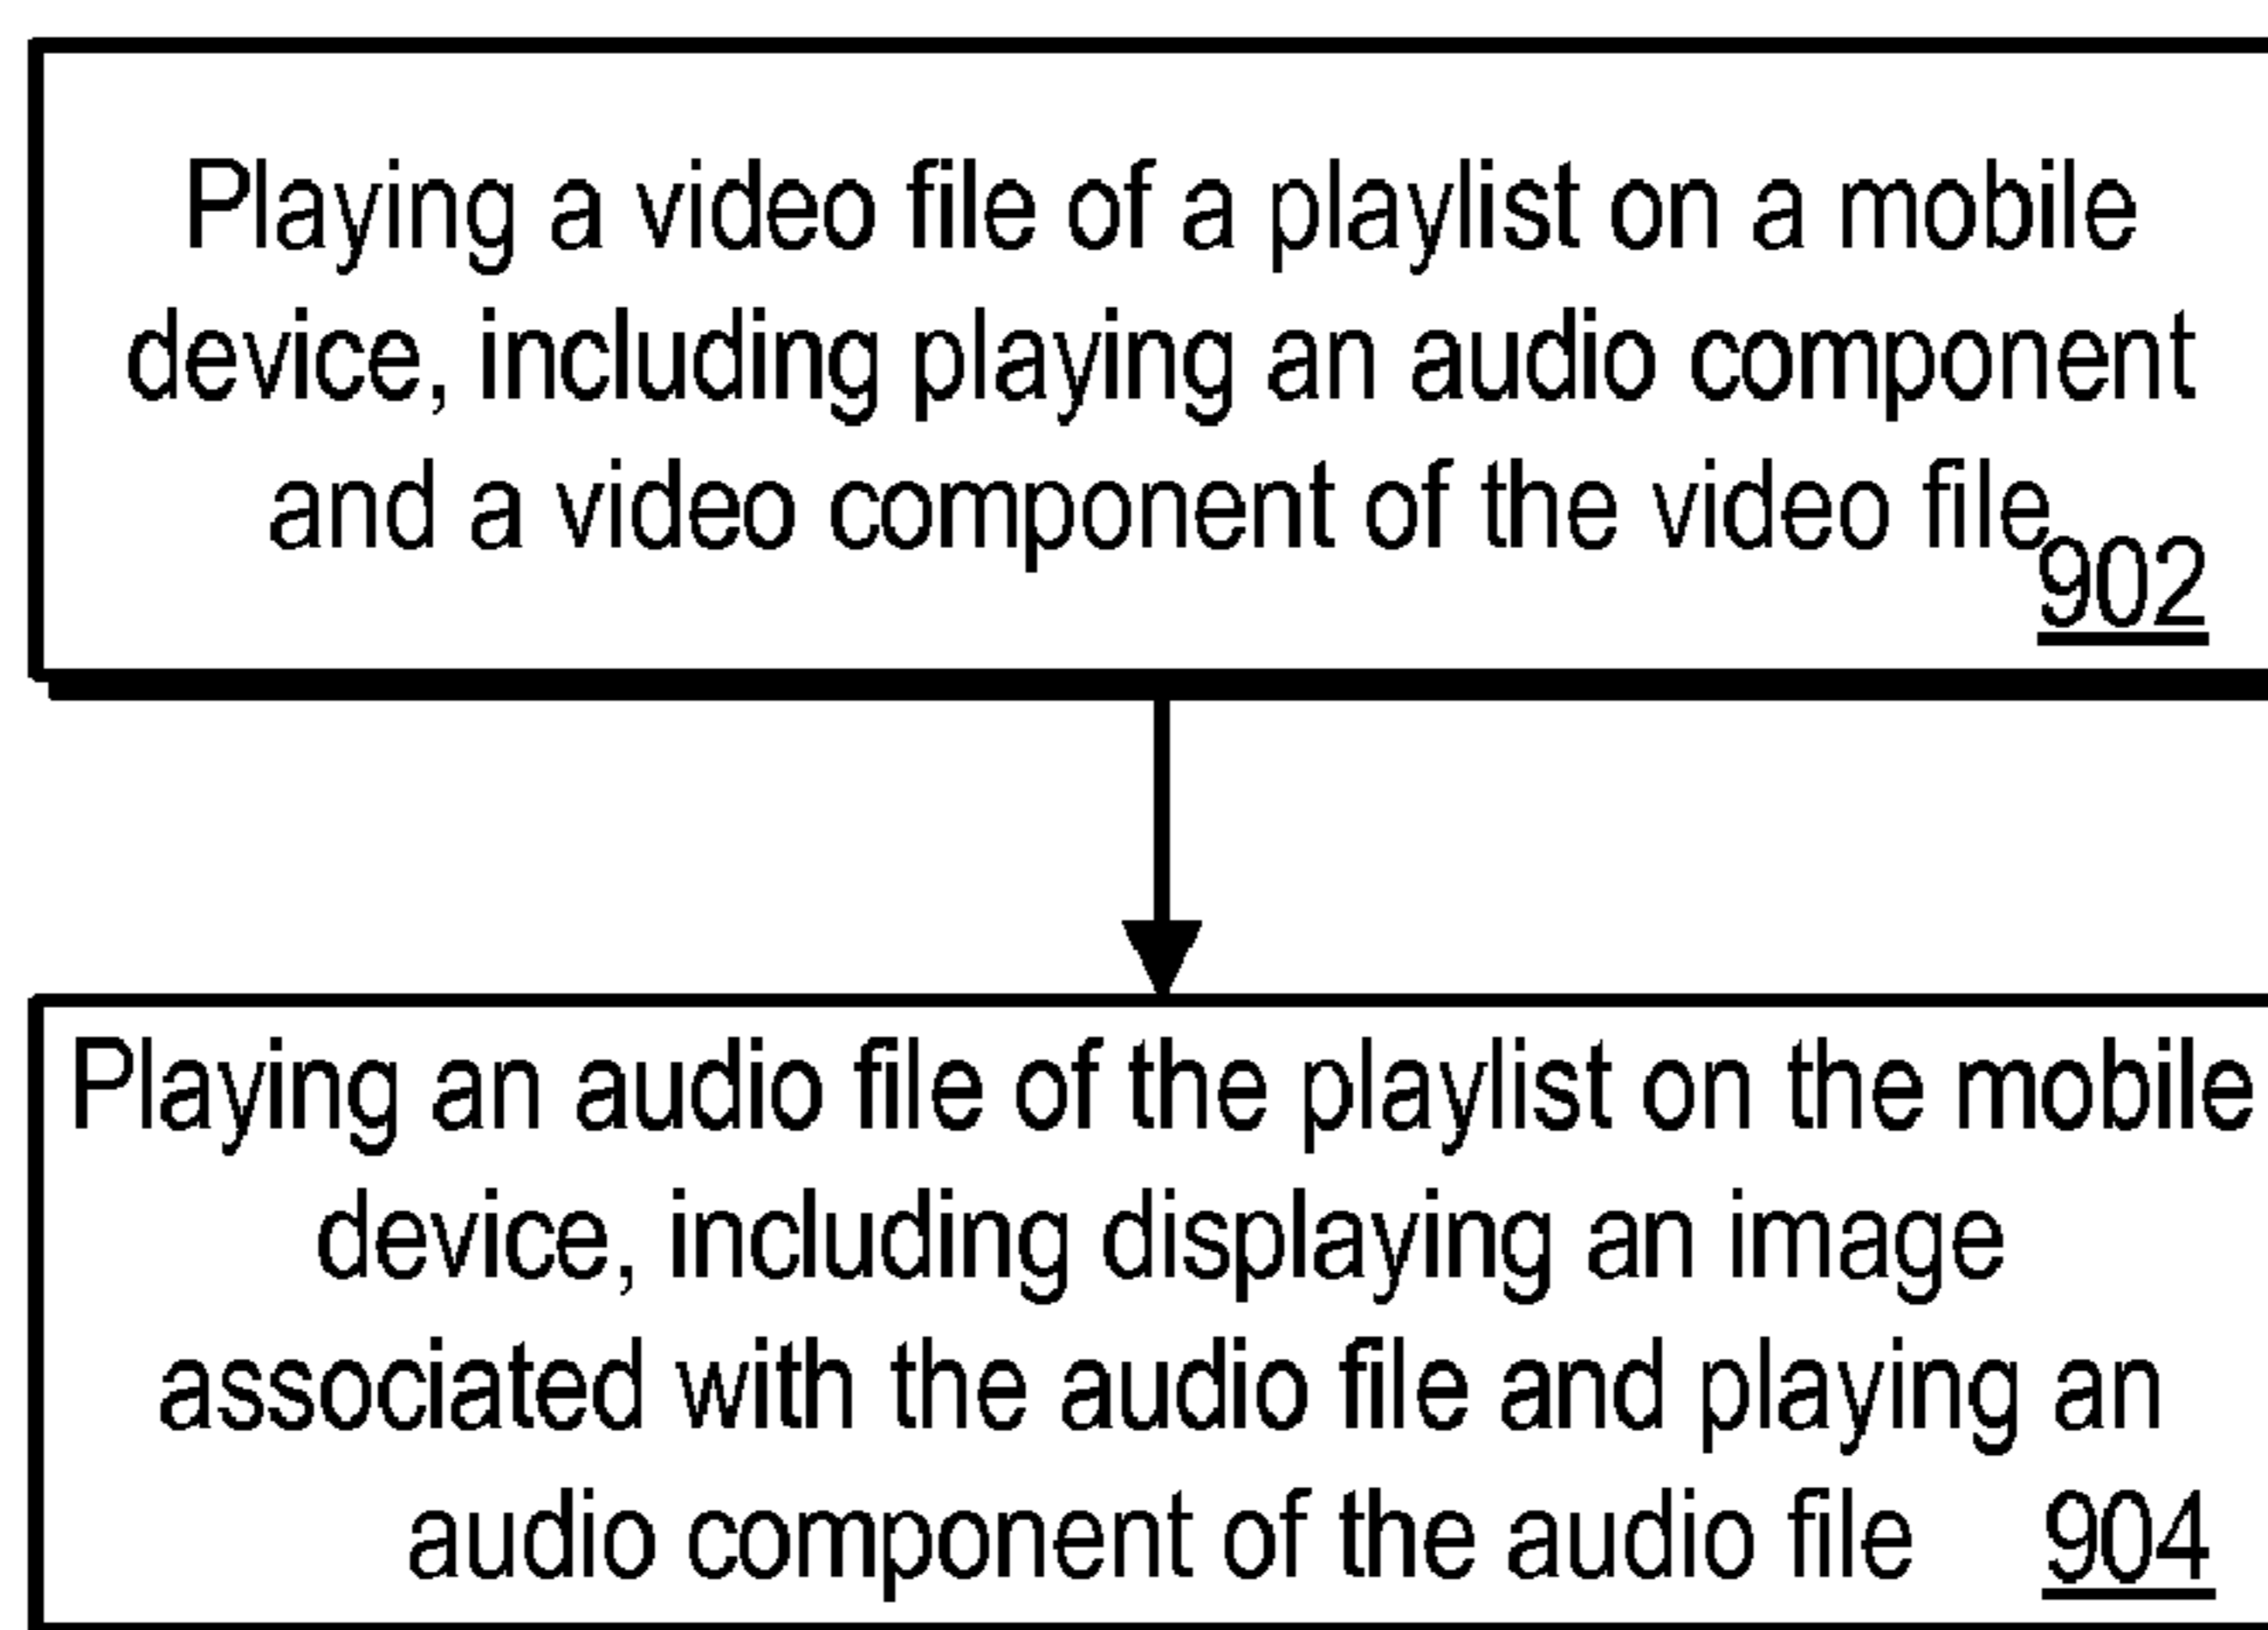 Playing a video file of a playlist on a mobile
device, including playing an audio component
and a video component of the video file
902
Playing an audio file of the playlist on the mobile
device, including displaying an image
associated with the audio file and playing an
audio component of the audio file 904